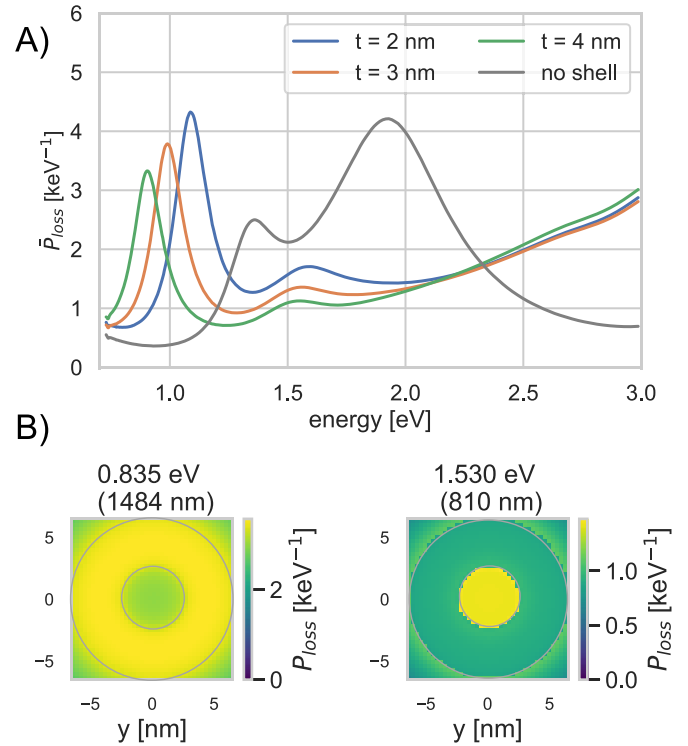 A)
t = 2 nm
t = 3 nm
t = 4 nm
no shell
P̄loss [keV⁻¹]
6
5
4
3
2
1
0
1.0 1.5 2.0 2.5 3.0
energy [eV]
B)
0.835 eV
(1484 nm)
5
0
−5
−5 0 5
y [nm]
2
0
Ploss [keV⁻¹]
1.530 eV
(810 nm)
5
0
−5
−5 0 5
y [nm]
1.0
0.5
0.0
Ploss [keV⁻¹]